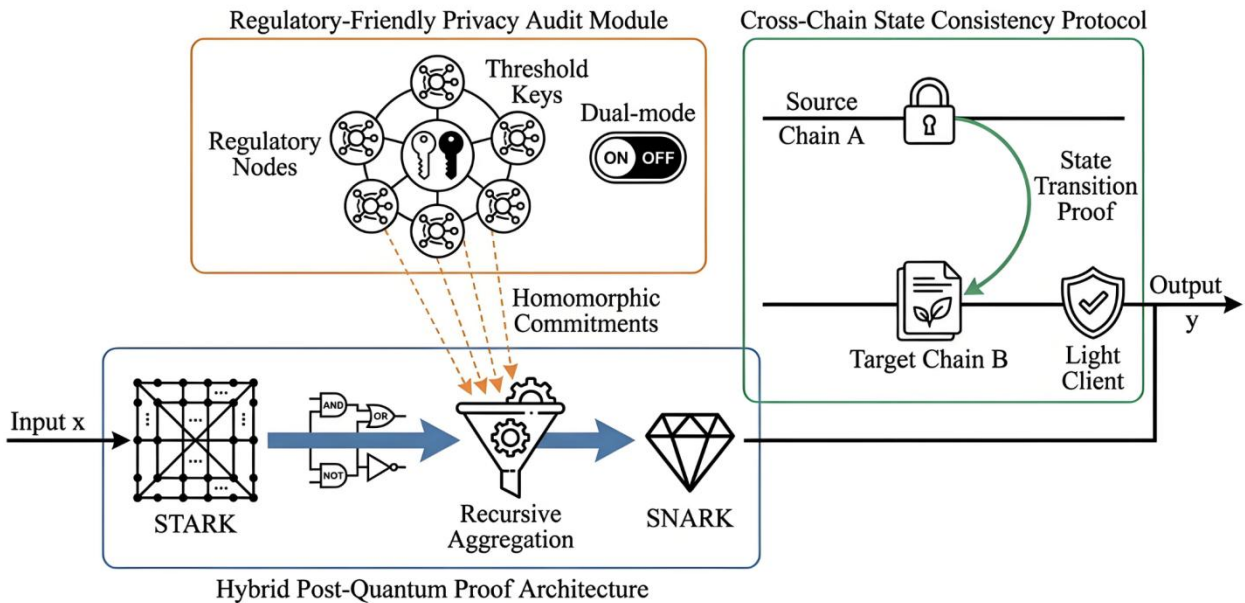 Regulatory-Friendly Privacy Audit Module
Cross-Chain State Consistency Protocol
Threshold
Keys
Regulatory
Nodes
Dual-mode
ON OFF
Homomorphic
Commitments
Source
Chain A
State
Transition
Proof
Target Chain B
Light
Client
Output
y
Input x
...
...
...
...
...
...
STARK
AND
OR
NOT
Recursive
Aggregation
SNARK
Hybrid Post-Quantum Proof Architecture